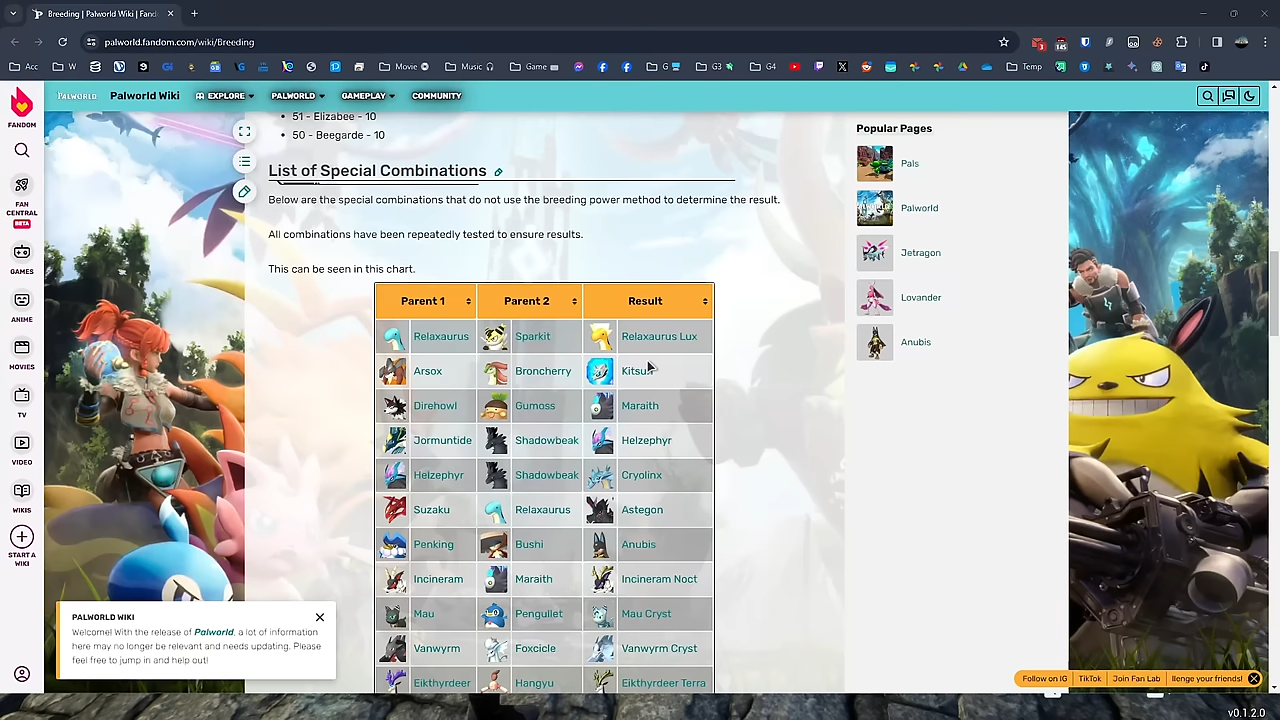 Breeding | Palworld Wiki | Fand
palworld.fandom.com/wiki/Breeding
3
145
Acc
W
Movie
Music
Game
G
G3
G4
Temp
FANDOM
PALWORLD
Palworld Wiki
EXPLORE
PALWORLD
GAMEPLAY
COMMUNITY
FAN
CENTRAL
BETA
GAMES
ANIME
MOVIES
TV
VIDEO
WIKIS
START A
WIKI
51 - Elizabee - 10
50 - Beegarde - 10
List of Special Combinations
Below are the special combinations that do not use the breeding power method to determine the result.
All combinations have been repeatedly tested to ensure results.
This can be seen in this chart.
Parent 1 Parent 2 Result
Relaxaurus Sparkit Relaxaurus Lux
Arsox Broncherry Kitsu
Direhowl Gumoss Maraith
Jormuntide Shadowbeak Helzephyr
Helzephyr Shadowbeak Cryolinx
Suzaku Relaxaurus Astegon
Penking Bushi Anubis
Incineram Maraith Incineram Noct
Mau Pengullet Mau Cryst
Vanwyrm Foxcicle Vanwyrm Cryst
Eikthyrdeer Hangyu Eikthyrdeer Terra
Popular Pages
Pals
Palworld
Jetragon
Lovander
Anubis
PALWORLD WIKI
Welcome! With the release of Palworld, a lot of information
here may no longer be relevant and needs updating. Please
feel free to jump in and help out!
Follow on IG
TikTok
Join Fan Lab
llenge your friends!
v0.1.2.0